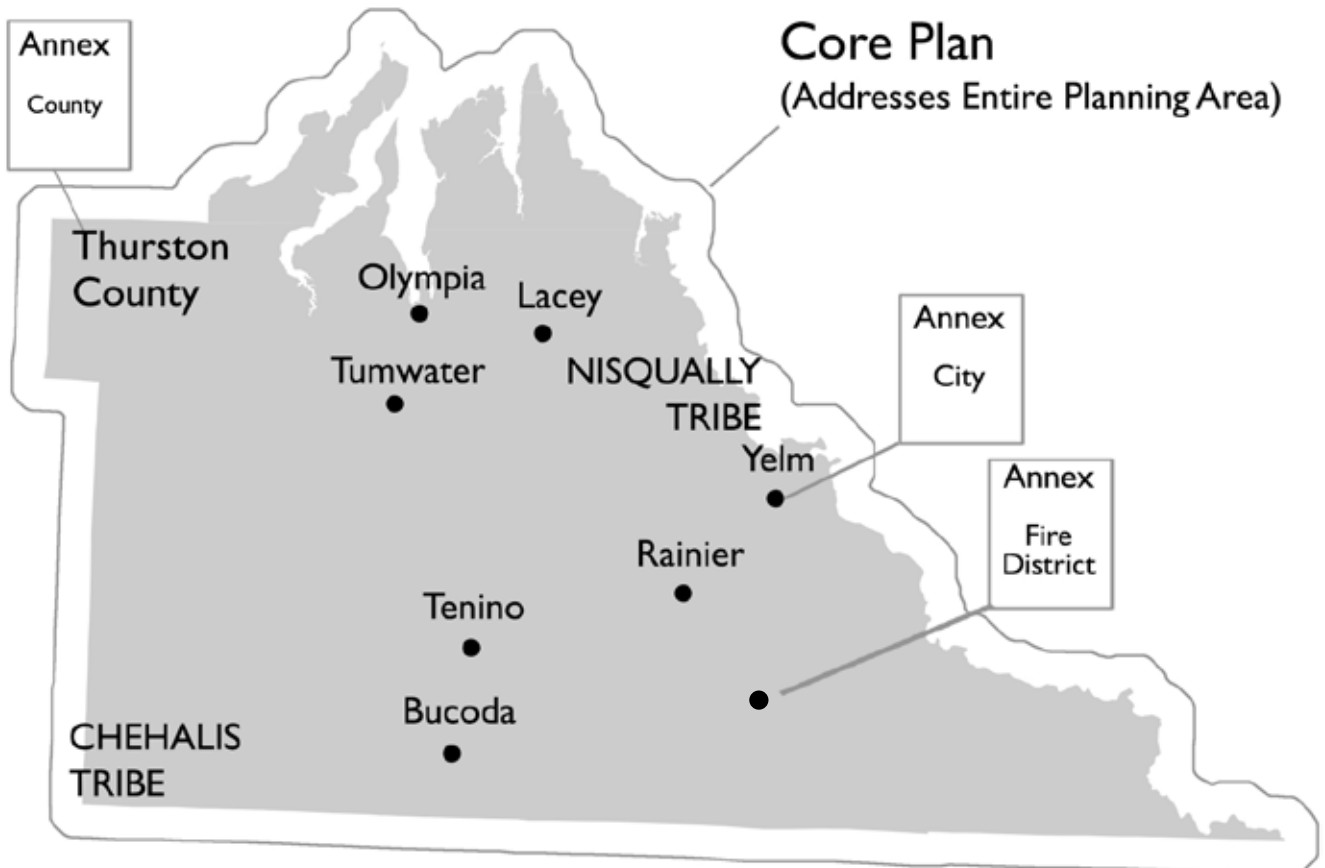 Annex
County
Core Plan
(Addresses Entire Planning Area)
Thurston
County
Olympia
Lacey
Tumwater
NISQUALLY
TRIBE
Annex
City
Yelm
Annex
Fire
District
Rainier
Tenino
Bucoda
CHEHALIS
TRIBE